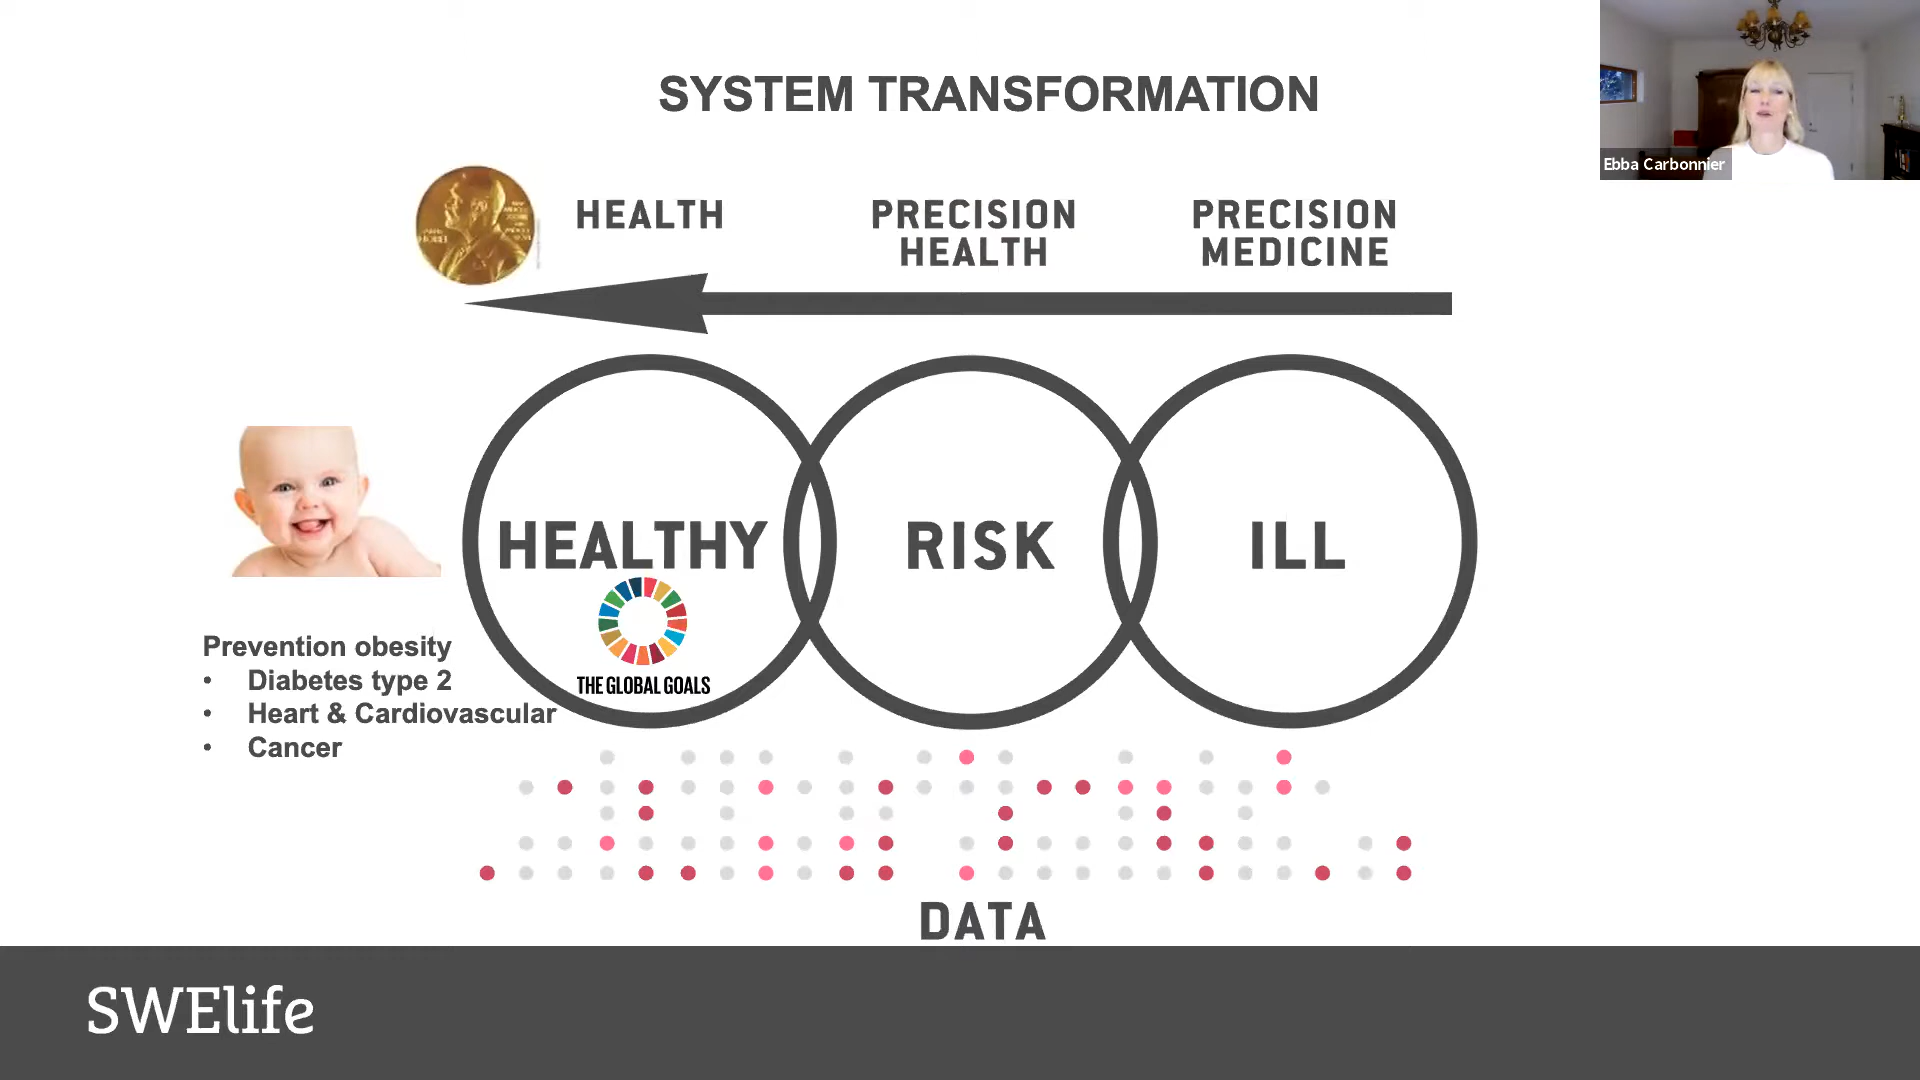 SYSTEM TRANSFORMATION
Ebba Carbonnier
HEALTH
PRECISION
HEALTH
PRECISION
MEDICINE
HEALTHY
RISK
ILL
THE GLOBAL GOALS
Prevention obesity
• Diabetes type 2
• Heart & Cardiovascular
• Cancer
DATA
SWElife